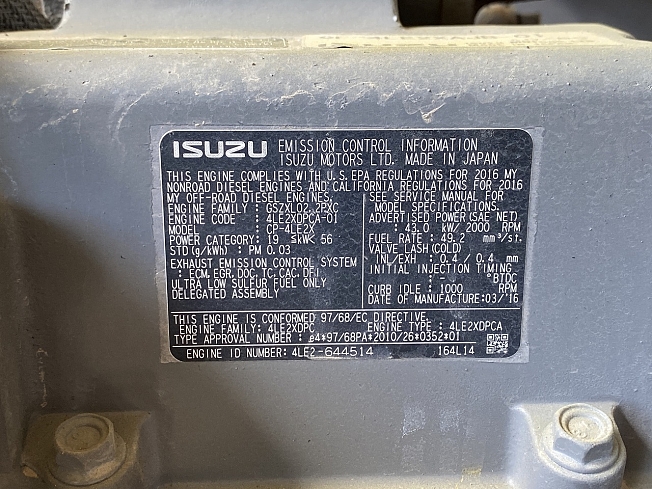 ISUZU EMISSION CONTROL INFORMATION
ISUZU MOTORS LTD. MADE IN JAPAN
THIS ENGINE COMPLIES WITH U.S. EPA REGULATIONS FOR 2016 MY
NONROAD DIESEL ENGINES AND CALIFORNIA REGULATIONS FOR 2016
MY OFF-ROAD DIESEL ENGINES.
ENGINE FAMILY : GSZXL02.2PXC
ENGINE CODE : 4LE2XDPCA-01
MODEL : CP-4LE2X
POWER CATEGORY: 19 ≤kW< 56
STD (g/kWh) : PM 0.03
EXHAUST EMISSION CONTROL SYSTEM
: ECM, EGR, DOC, TC, CAC, DFI
ULTRA LOW SULFUR FUEL ONLY
DELEGATED ASSEMBLY
SEE SERVICE MANUAL FOR
MODEL SPECIFICATIONS.
ADVERTISED POWER(SAE NET)
: 43.0 kW/ 2000 RPM
FUEL RATE : 49.2 mm³/st.
VALVE LASH (COLD)
IN/EXH : 0.4 / 0.4 mm
INITIAL INJECTION TIMING
: - °BTDC
CURB IDLE : 1000 RPM
DATE OF MANUFACTURE:03/'16
THIS ENGINE IS CONFORMED 97/68/EC DIRECTIVE.
ENGINE FAMILY: 4LE2XDPC ENGINE TYPE : 4LE2XDPCA
TYPE APPROVAL NUMBER : e4*97/68PA*2010/26*0352*01
ENGINE ID NUMBER: 4LE2-644514 164L14